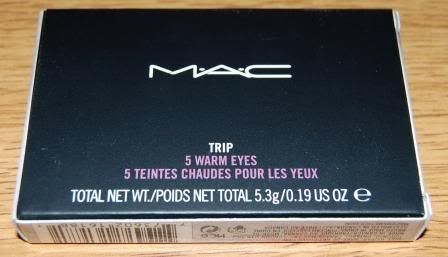 M·A·C
TRIP
5 WARM EYES
5 TEINTES CHAUDES POUR LES YEUX
TOTAL NET WT./POIDS NET TOTAL 5.3g/0.19 US OZ ℮